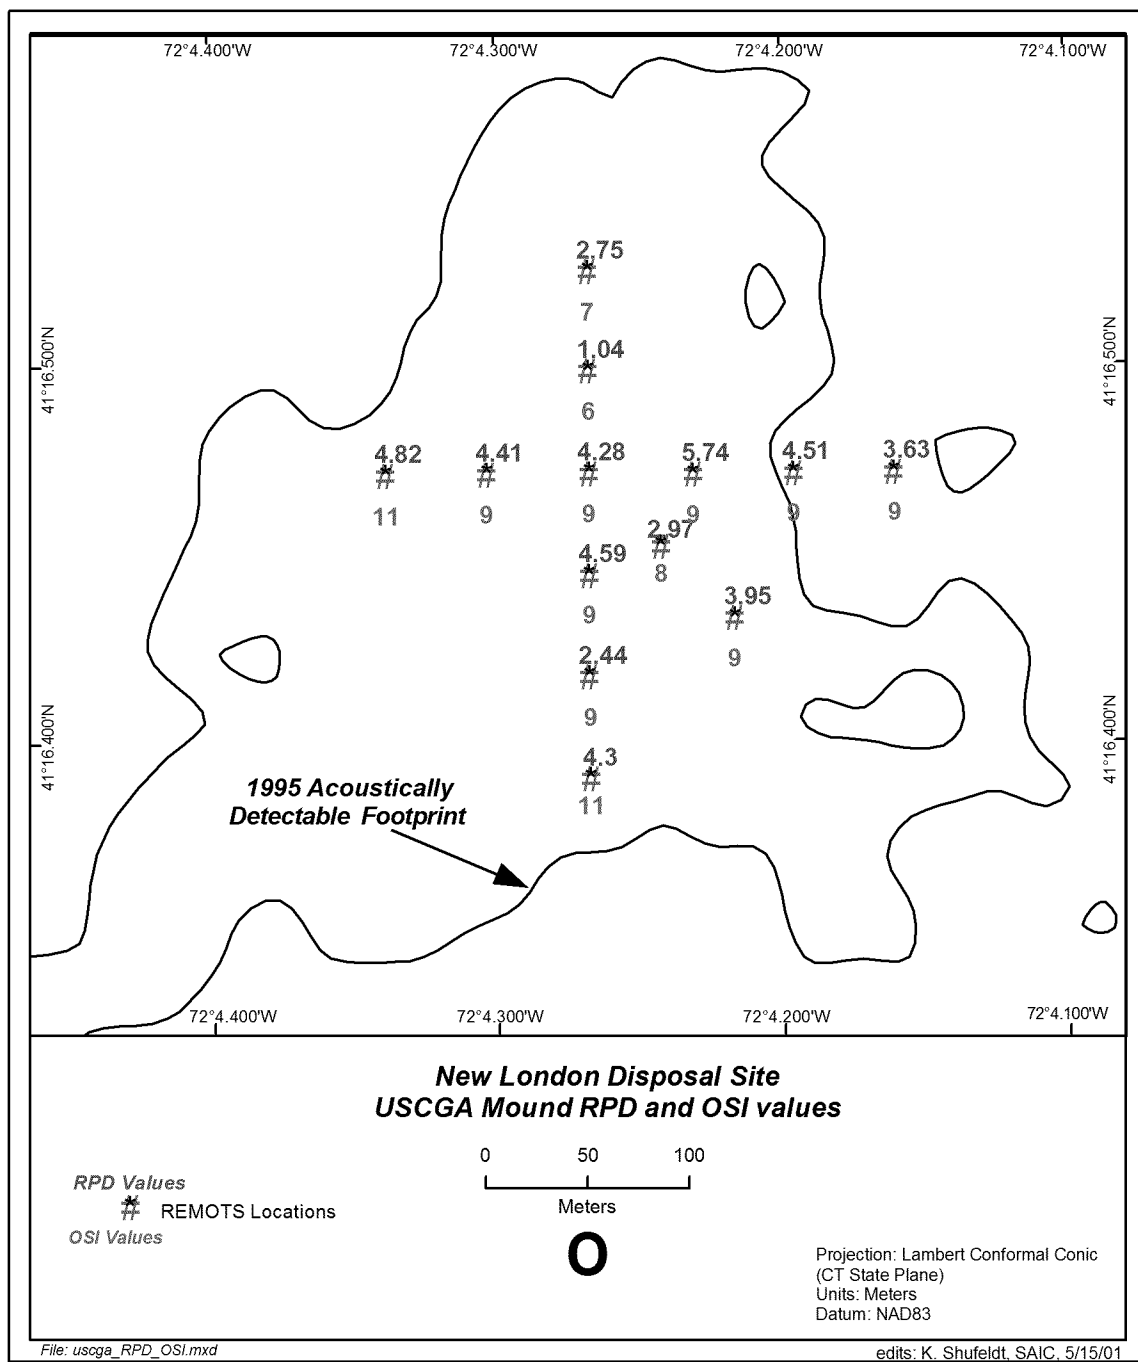 72°4.400'W
72°4.300'W
72°4.200'W
72°4.100'W
2.75
7
41°16.500'N
41°16.500'N
1.04
6
4.82
4.41
4.28
5.74
4.51
3.63
11
9
9
9
9
9
2.97
8
4.59
9
3.95
9
2.44
9
41°16.400'N
41°16.400'N
4.3
11
1995 Acoustically
Detectable Footprint
72°4.400'W
72°4.300'W
72°4.200'W
72°4.100'W
New London Disposal Site
USCGA Mound RPD and OSI values
0 50 100
Meters
RPD Values
# REMOTS Locations
OSI Values
O
Projection: Lambert Conformal Conic
(CT State Plane)
Units: Meters
Datum: NAD83
File: uscga_RPD_OSI.mxd
edits: K. Shufeldt, SAIC, 5/15/01